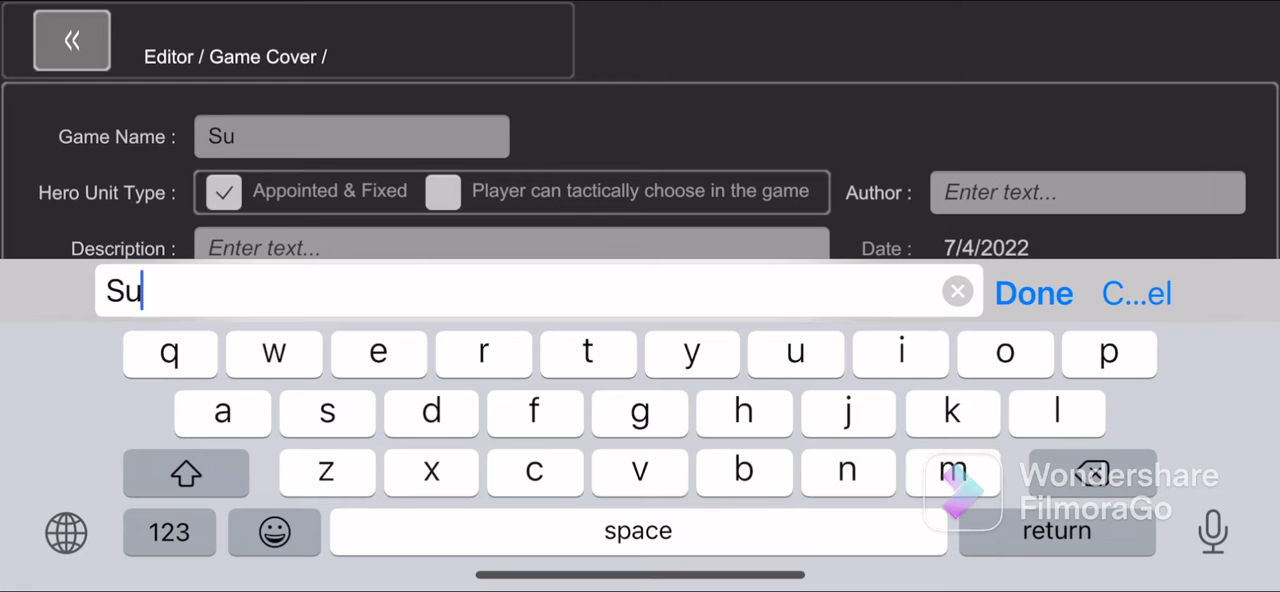 Editor / Game Cover /
Game Name : Su
Hero Unit Type : Appointed & Fixed Player can tactically choose in the game Author : Enter text...
Description : Enter text... Date : 7/4/2022
Su Done C...el
q w e r t y u i o p
a s d f g h j k l
z x c v b n m
Wondershare
FilmoraGo
123 space return